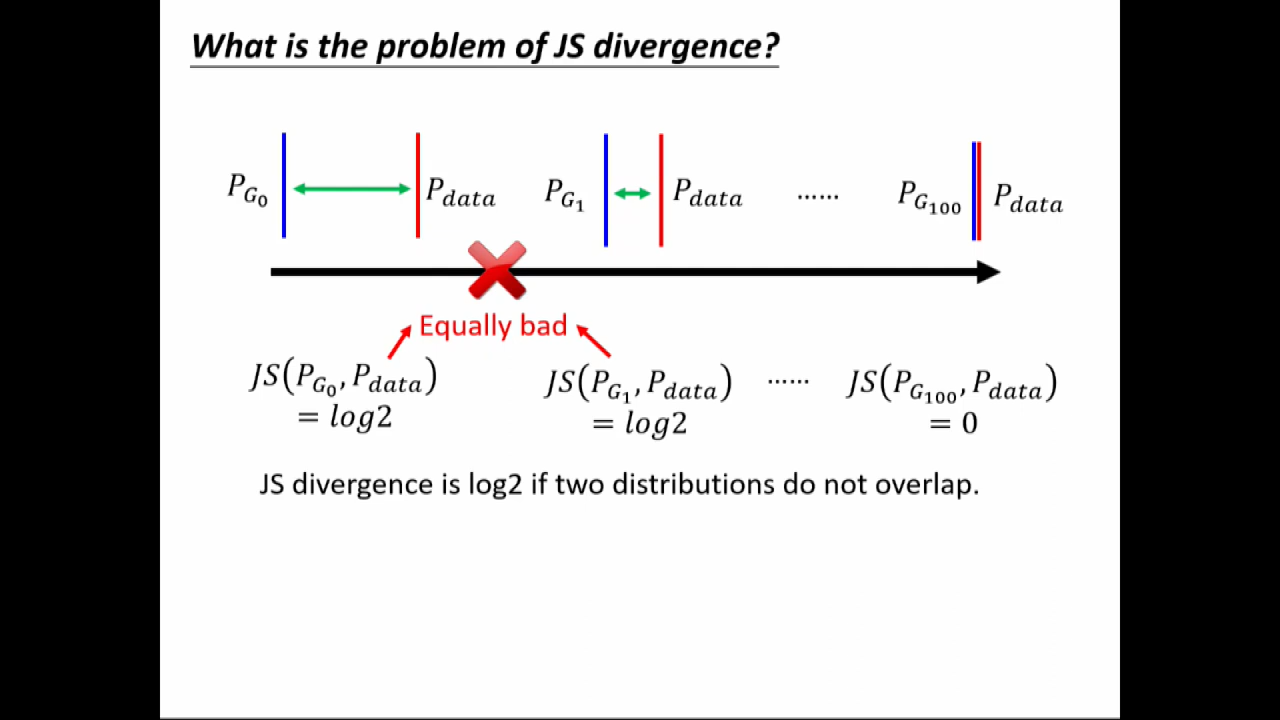 What is the problem of JS divergence?
P_{G_0} P_{data} P_{G_1} P_{data} ...... P_{G_{100}} P_{data}
Equally bad
JS(P_{G_0}, P_{data}) JS(P_{G_1}, P_{data}) ...... JS(P_{G_{100}}, P_{data})
= log2 = log2 = 0
JS divergence is log2 if two distributions do not overlap.